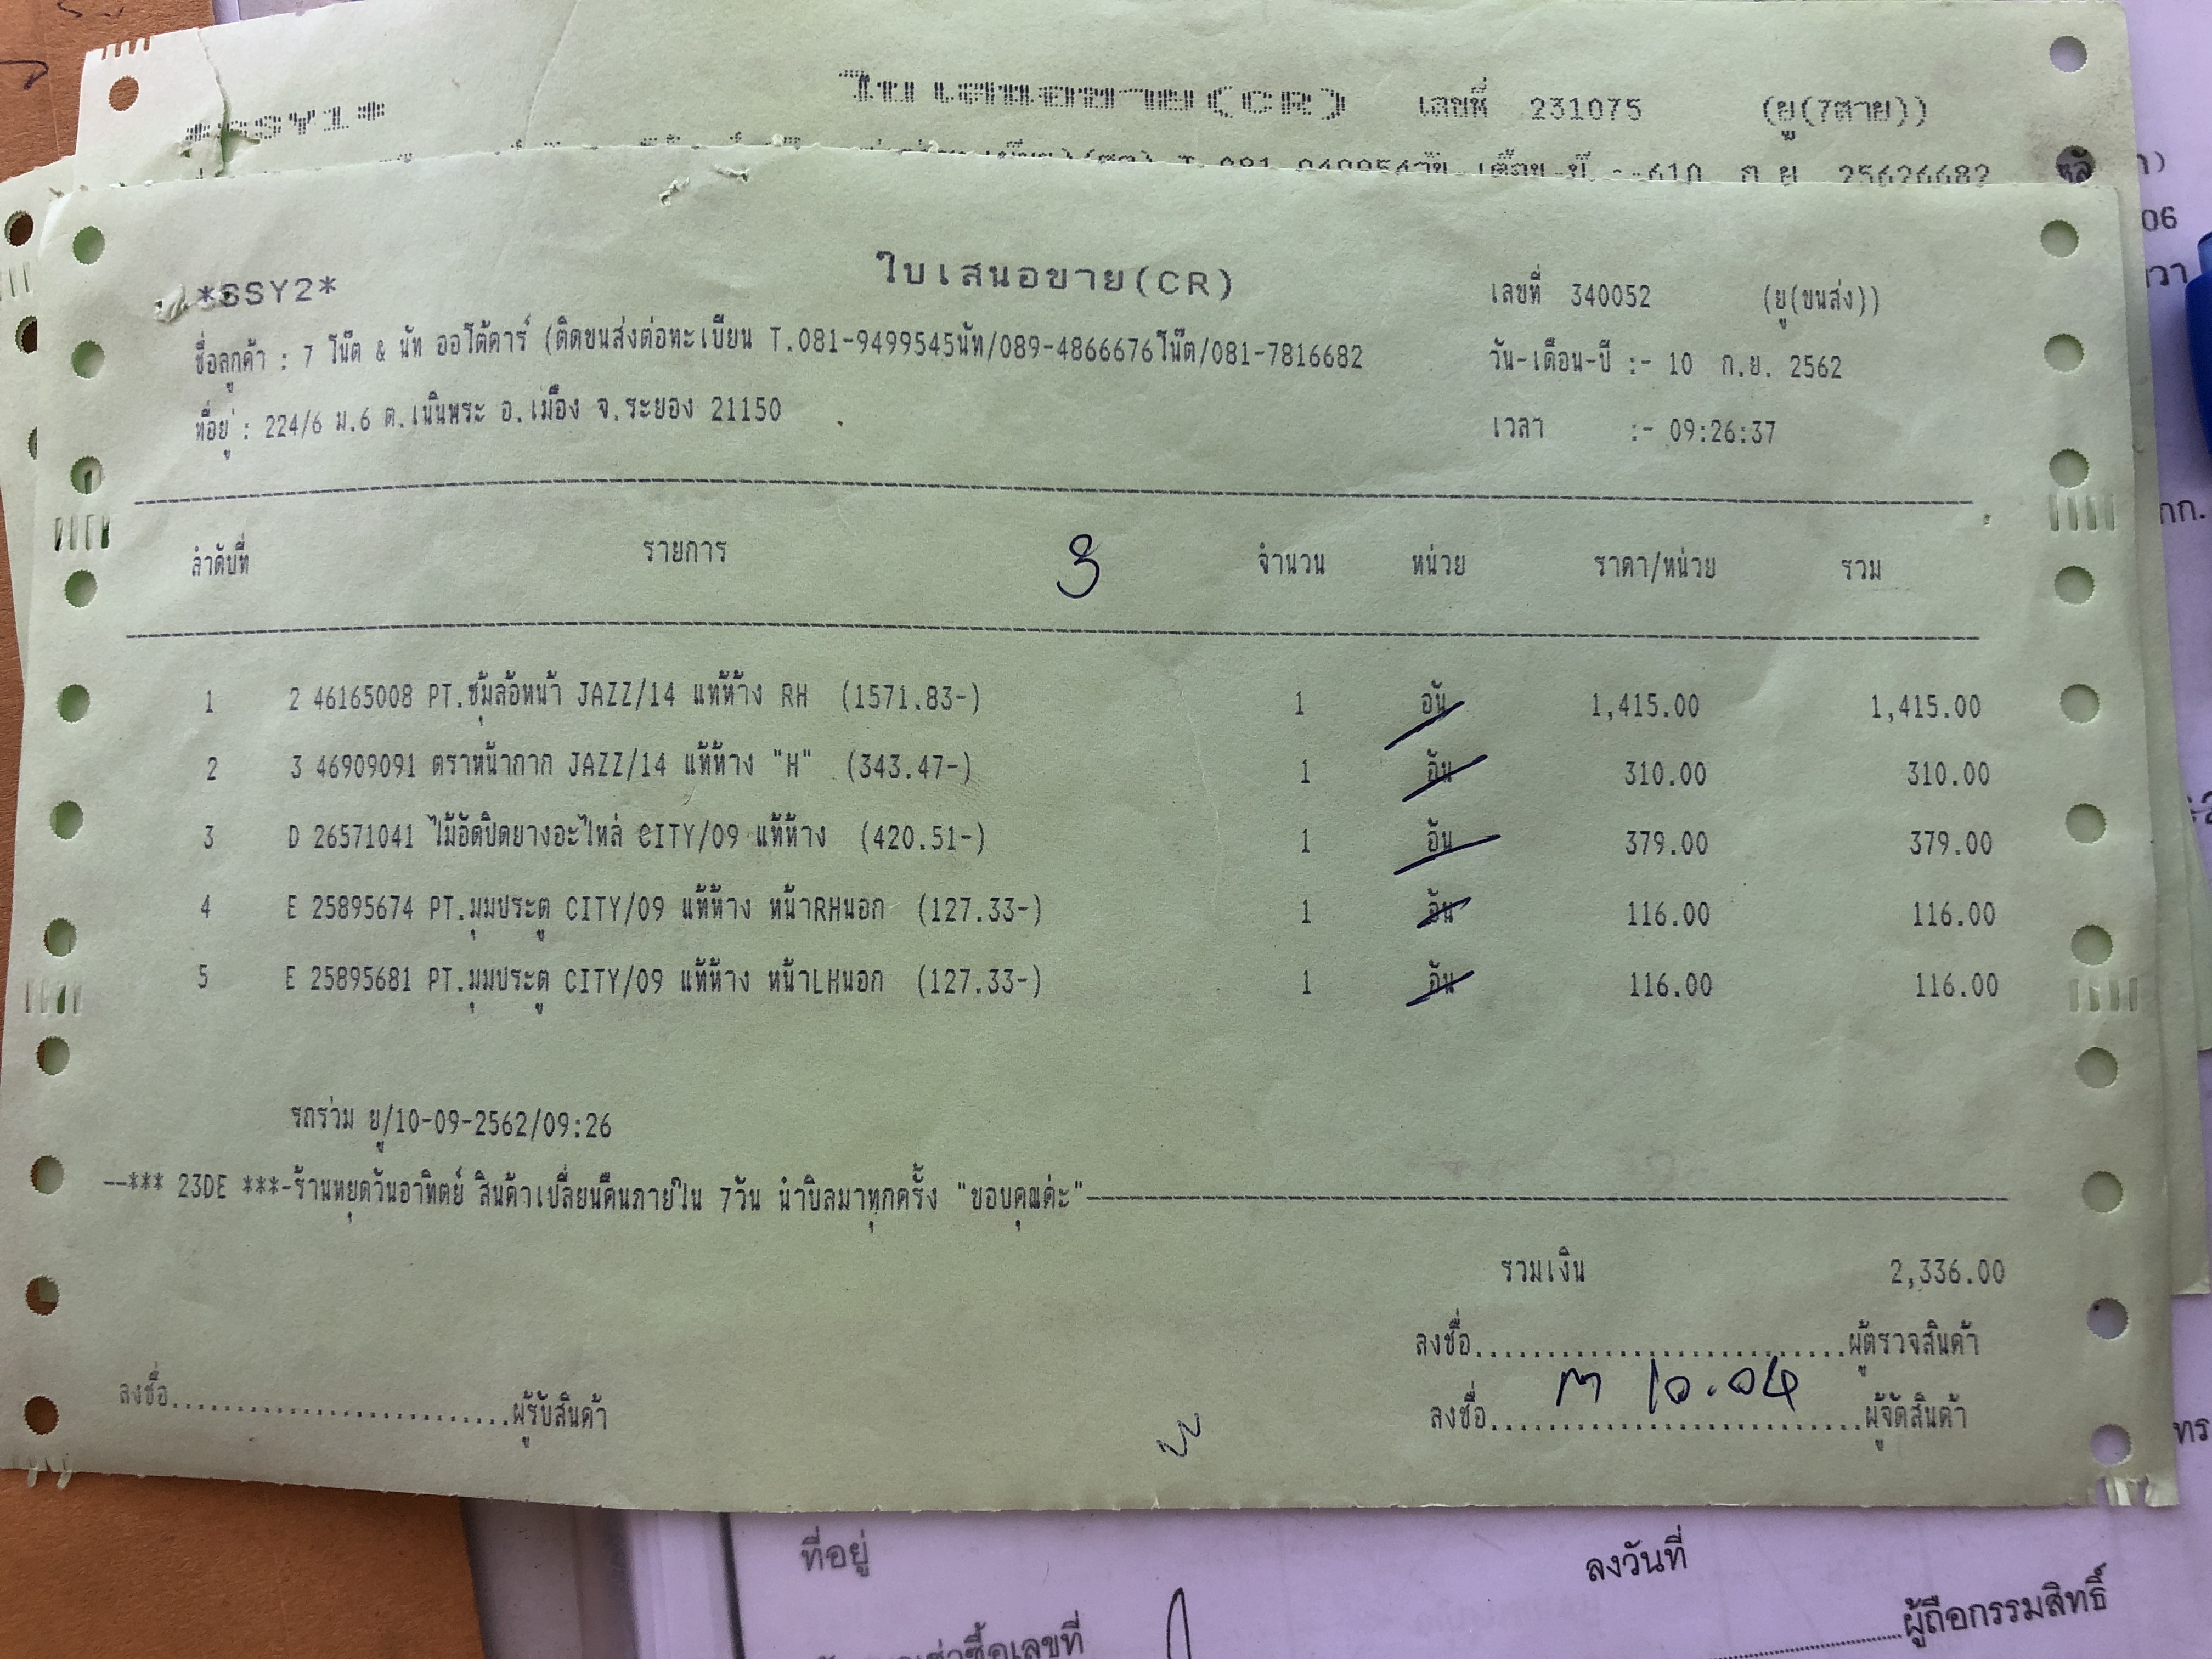 *SSY1*
ใบเสนอขาย(CR) เลขที่ 231075 (ยู(7สาย))
*SSY2*
ใบเสนอขาย(CR)
เลขที่ 340052 (ยู(ขนส่ง))
ชื่อลูกค้า : 7 โน๊ต & นัท ออโต้คาร์ (ติดขนส่งต่อทะเบียน T.081-9499545นัท/089-4866676โน๊ต/081-7816682
วัน-เดือน-ปี :- 10 ก.ย. 2562
ที่อยู่ : 224/6 ม.6 ต.เนินพระ อ.เมือง จ.ระยอง 21150
เวลา :- 09:26:37
ลำดับที่ รายการ 3 จำนวน หน่วย ราคา/หน่วย รวม
1 2 46165008 PT.ซุ้มล้อหน้า JAZZ/14 แท้ห้าง RH (1571.83-) 1 อัน 1,415.00 1,415.00
2 3 46909091 ตราหน้ากาก JAZZ/14 แท้ห้าง "H" (343.47-) 1 อัน 310.00 310.00
3 D 26571041 ไม้อัดปิดยางอะไหล่ CITY/09 แท้ห้าง (420.51-) 1 อัน 379.00 379.00
4 E 25895674 PT.มุมประตู CITY/09 แท้ห้าง หน้าRHนอก (127.33-) 1 อัน 116.00 116.00
5 E 25895681 PT.มุมประตู CITY/09 แท้ห้าง หน้าLHนอก (127.33-) 1 อัน 116.00 116.00
รถร่วม ยู/10-09-2562/09:26
--*** 23DE ***-ร้านหยุดวันอาทิตย์ สินค้าเปลี่ยนคืนภายใน 7วัน นำบิลมาทุกครั้ง "ขอบคุณค่ะ"
รวมเงิน 2,336.00
ลงชื่อ..........................ผู้ตรวจสินค้า
ลงชื่อ..........................ผู้รับสินค้า
10.04
ลงชื่อ..........................ผู้จัดสินค้า
ที่อยู่
ลงวันที่
ผู้ถือกรรมสิทธิ์